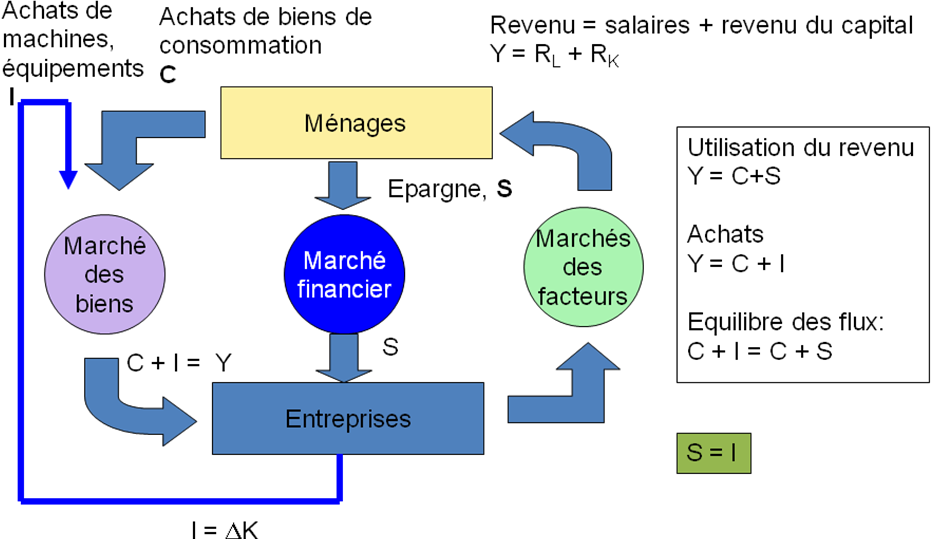 Achats de
machines,
équipements
I
Achats de biens de
consommation
C
Revenu = salaires + revenu du capital
Y = RL + RK
Ménages
Epargne, S
Marché
des
biens
Marché
financier
Marchés
des
facteurs
Utilisation du revenu
Y = C+S
Achats
Y = C + I
Equilibre des flux:
C + I = C + S
C + I = Y
S
Entreprises
S = I
I = ΔK